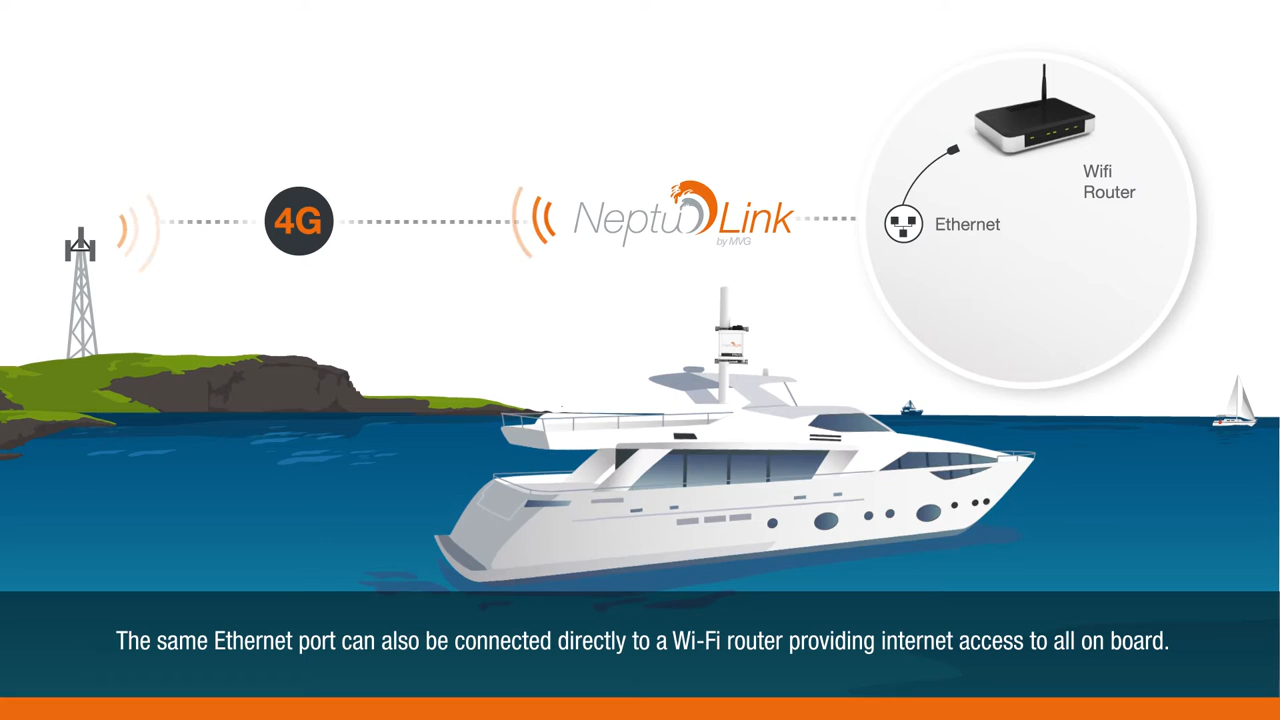 4G
NeptuLink
by MVG
Wifi
Router
Ethernet
The same Ethernet port can also be connected directly to a Wi-Fi router providing internet access to all on board.